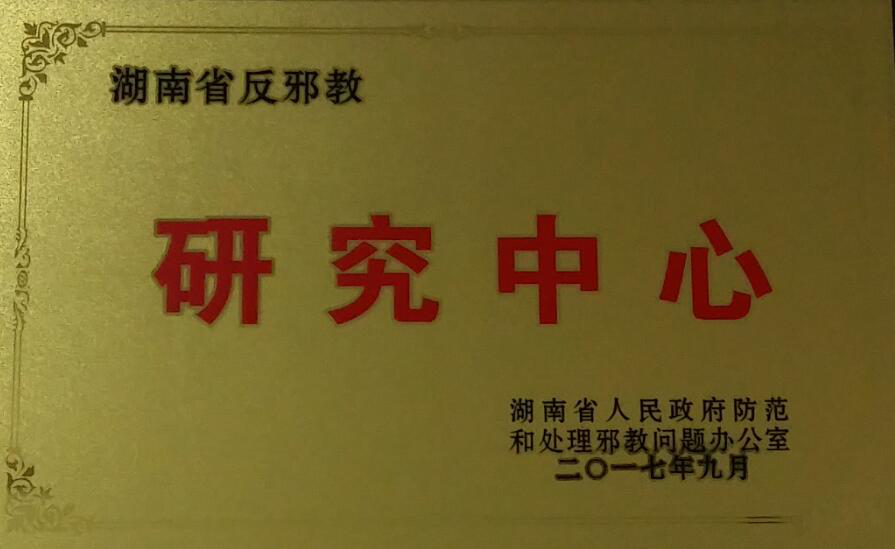 湖南省反邪教
研究中心
湖南省人民政府防范
和处理邪教问题办公室
二〇一七年九月